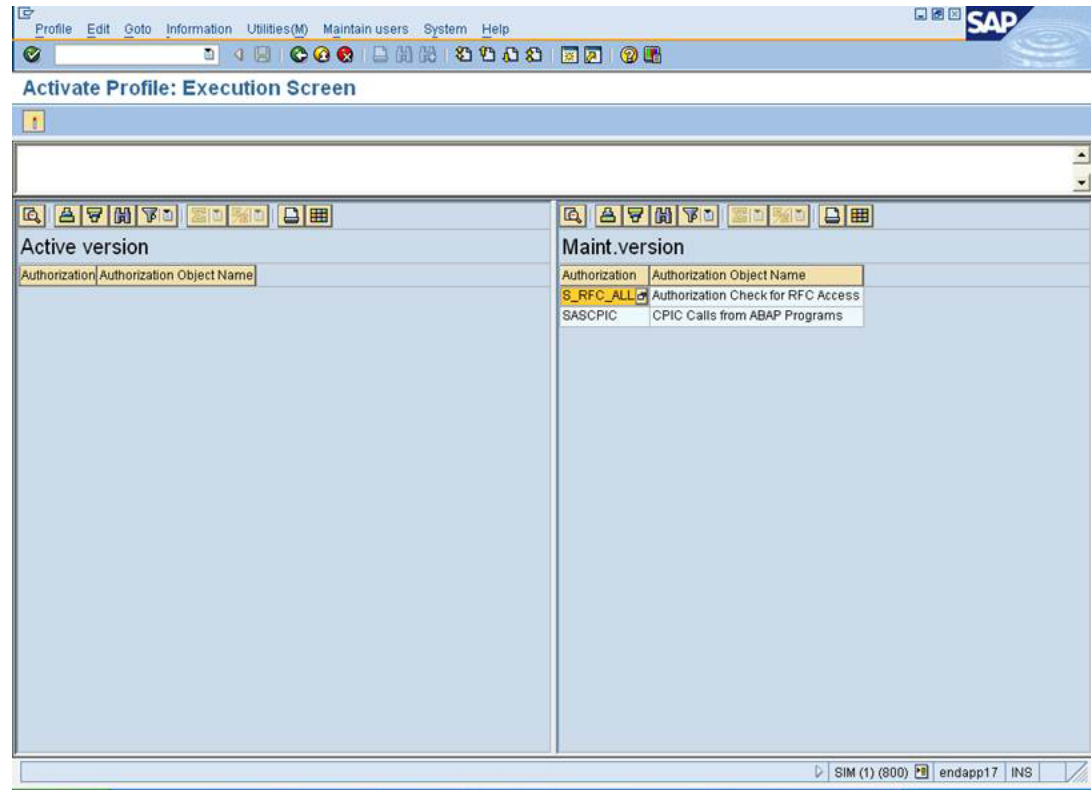 Profile Edit Goto Information Utilities(M) Maintain users System Help
SAP
Activate Profile: Execution Screen
Active version
Authorization Authorization Object Name
Maint.version
Authorization Authorization Object Name
S_RFC_ALL Authorization Check for RFC Access
SASCPIC CPIC Calls from ABAP Programs
SIM (1) (800) endapp17 INS